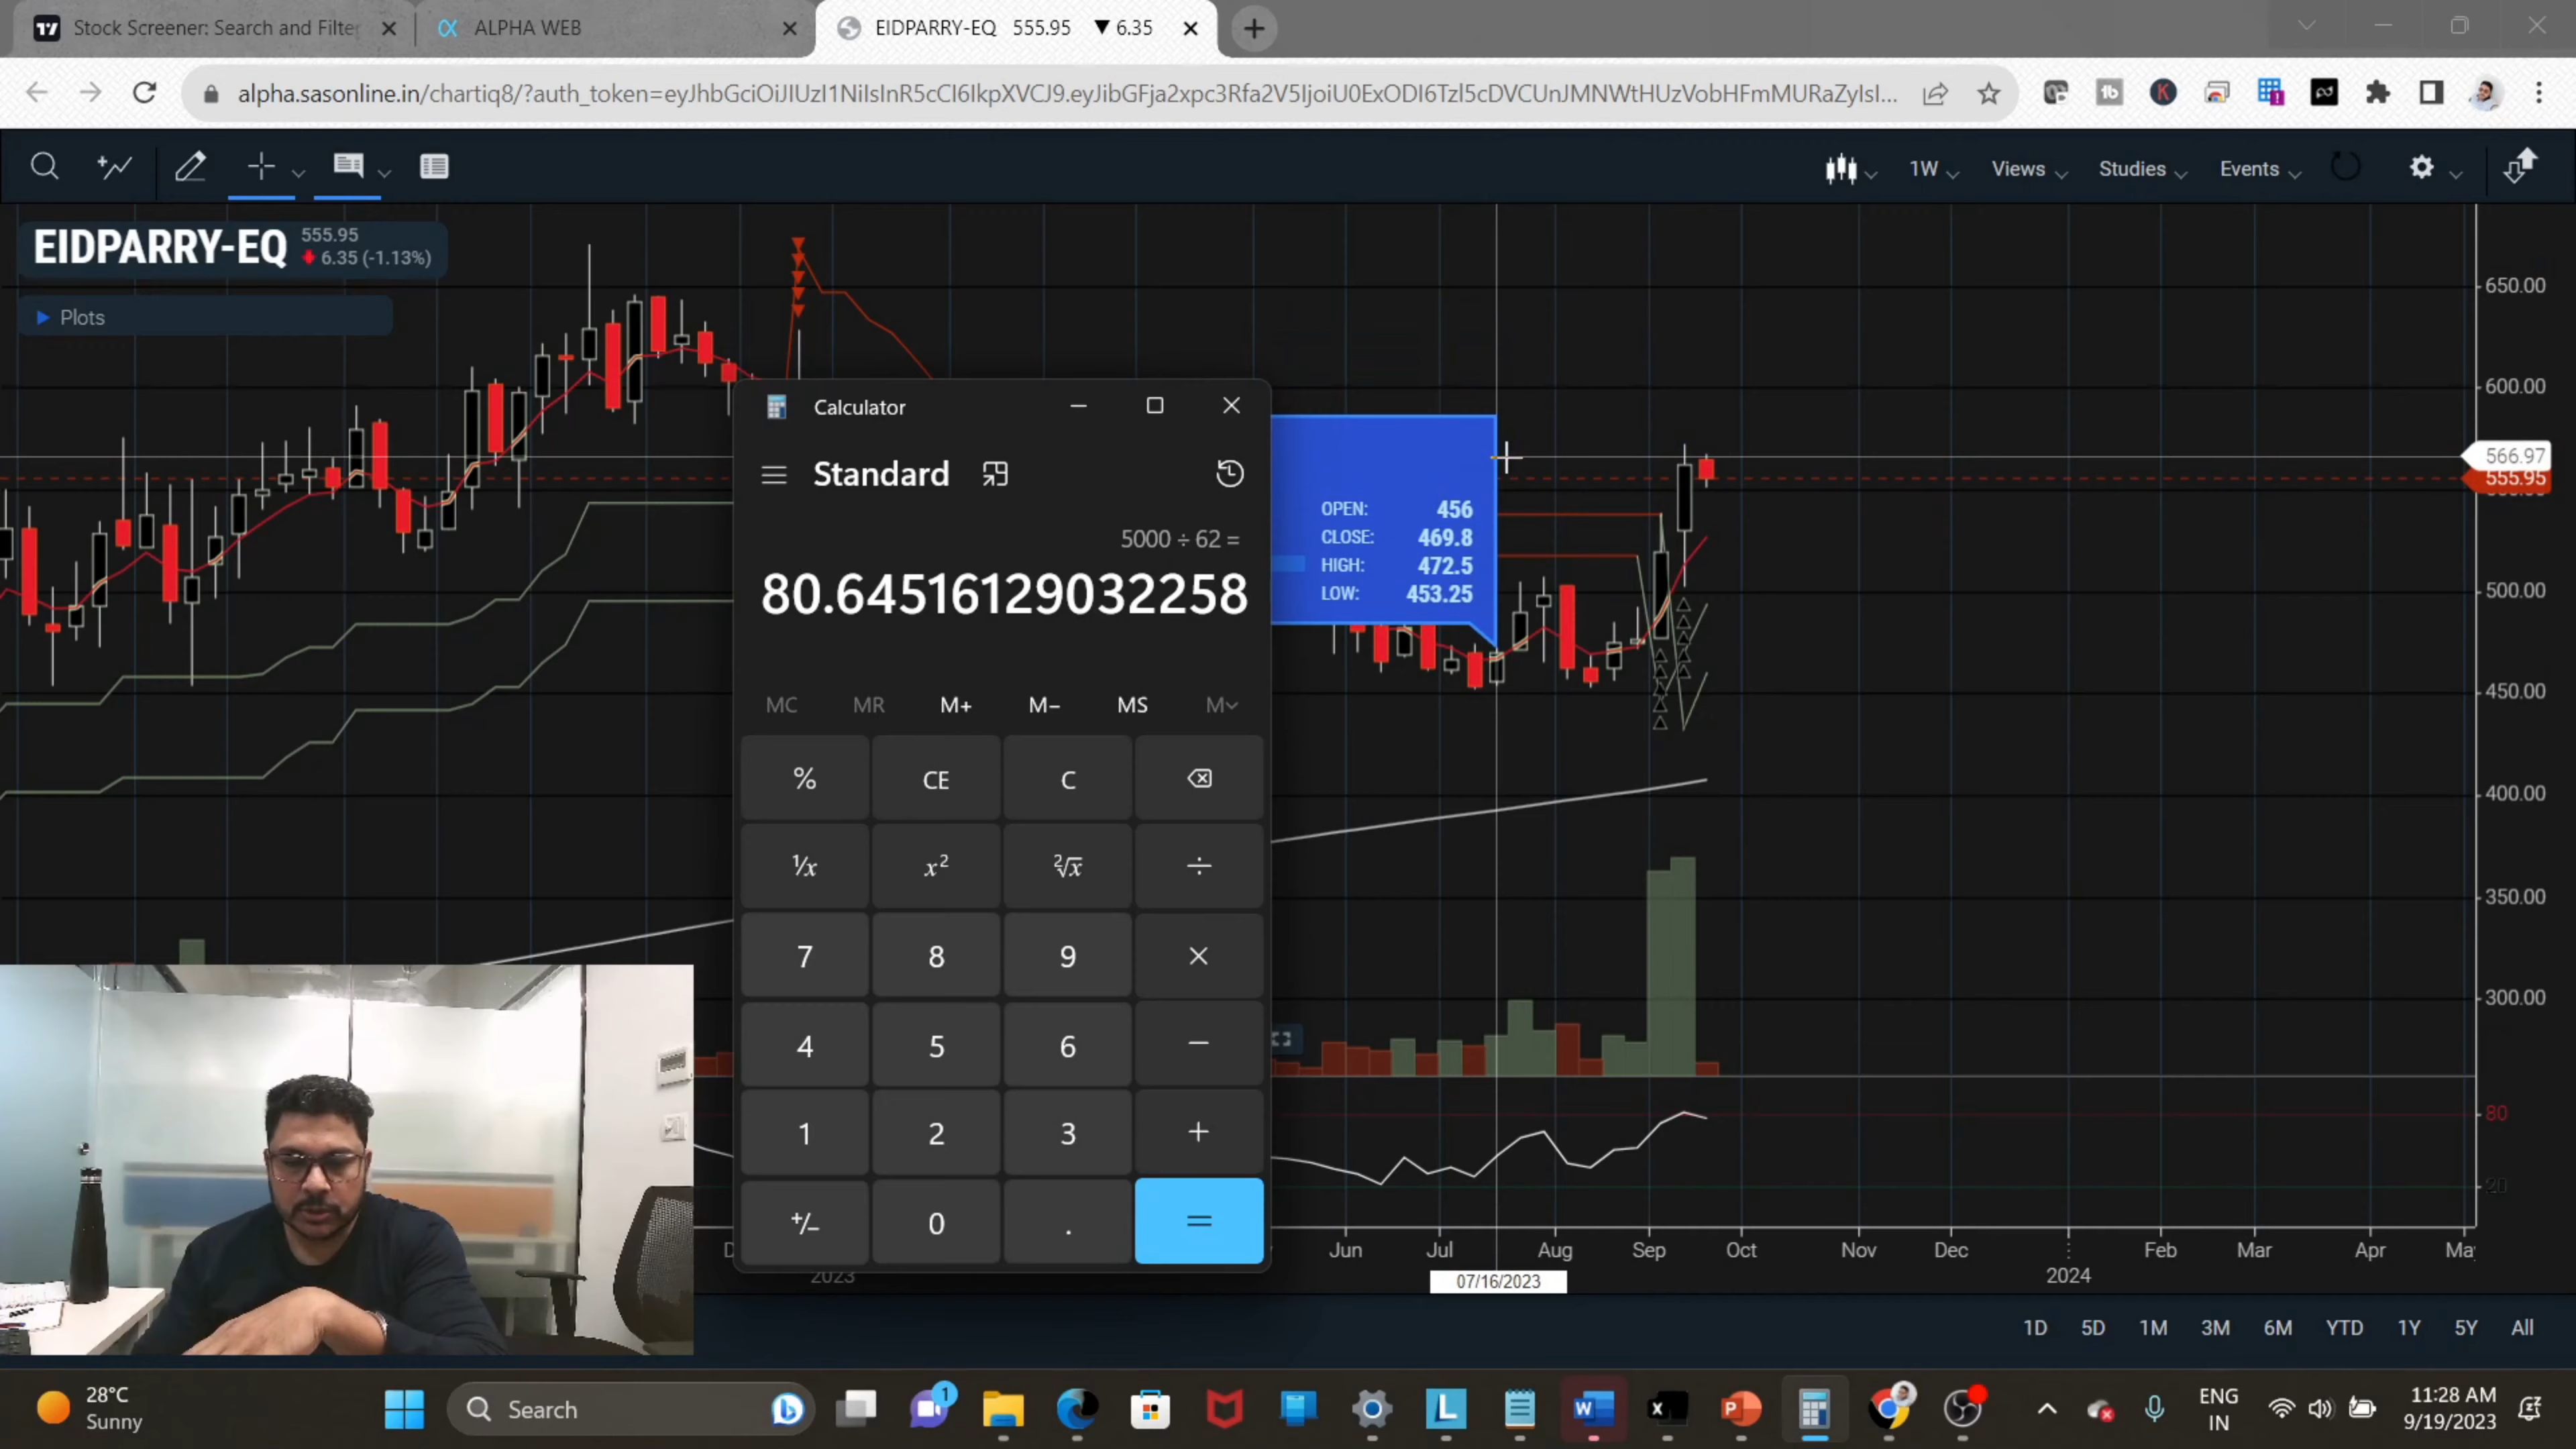 Stock Screener: Search and Filter
ALPHA WEB
EIDPARRY-EQ 555.95 ▼ 6.35
alpha.sasonline.in/chartiq8/?auth_token=eyJhbGciOiJIUzI1NiIsInR5cCI6IkpXVCJ9.eyJibGFja2xpc3Rfa2V5IjoiU0ExODI6Tzl5cDVCUnJMNWtHUzVobHFmMURaZyIsI...
1W
Views
Studies
Events
EIDPARRY-EQ
555.95
6.35 (-1.13%)
Plots
650.00
600.00
566.97
555.95
500.00
450.00
400.00
350.00
300.00
80
20
OPEN: 456
CLOSE: 469.8
HIGH: 472.5
LOW: 453.25
Calculator
Standard
5000 ÷ 62 =
80.64516129032258
MC MR M+ M− MS M
% CE C
¹/x x² ²√x ÷
7 8 9 ×
4 5 6 −
1 2 3 +
+/− 0 . =
Jun Jul Aug Sep Oct Nov Dec Feb Mar Apr Ma
2023
07/16/2023
2024
1D 5D 1M 3M 6M YTD 1Y 5Y All
28°C
Sunny
Search
1
ENG
IN
11:28 AM
9/19/2023